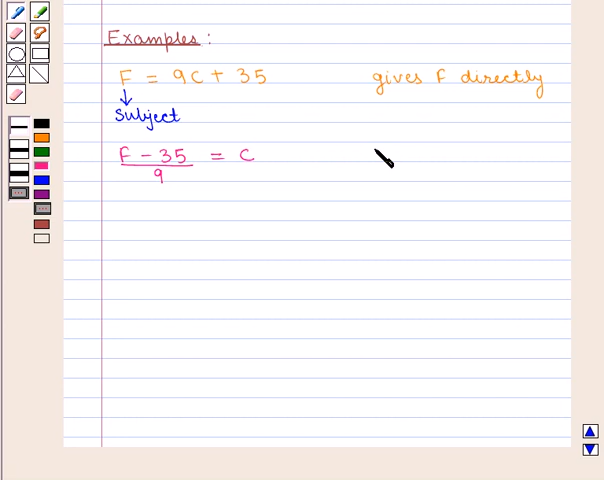 Examples :
F = 9C + 35 gives F directly
Subject
F - 35 = C
9